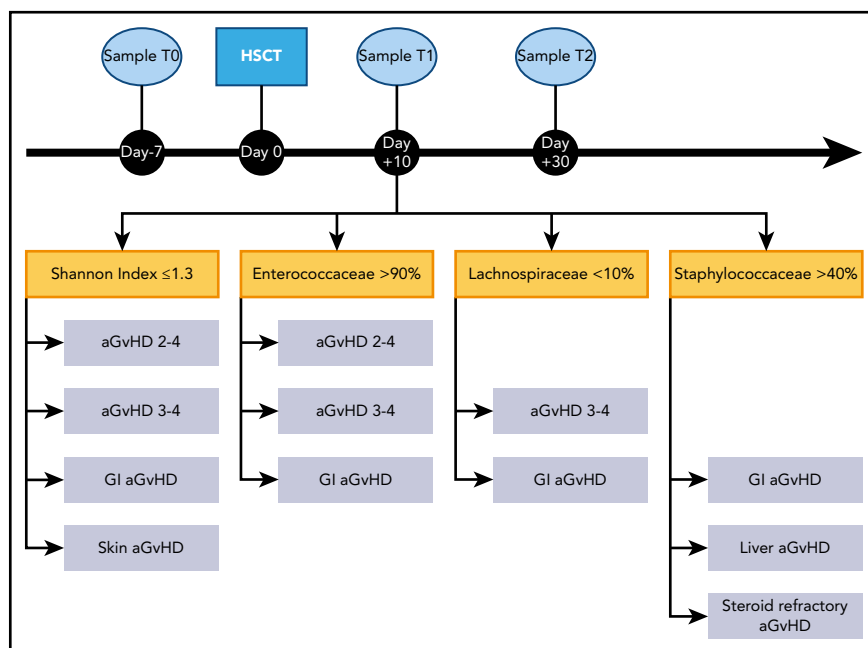 Sample T0
HSCT
Sample T1
Sample T2
Day-7
Day 0
Day
+10
Day
+30
Shannon Index ≤1.3
Enterococcaceae >90%
Lachnospiraceae <10%
Staphylococcaceae >40%
aGvHD 2-4
aGvHD 2-4
aGvHD 3-4
aGvHD 3-4
aGvHD 3-4
GI aGvHD
GI aGvHD
GI aGvHD
GI aGvHD
Skin aGvHD
Liver aGvHD
Steroid refractory
aGvHD